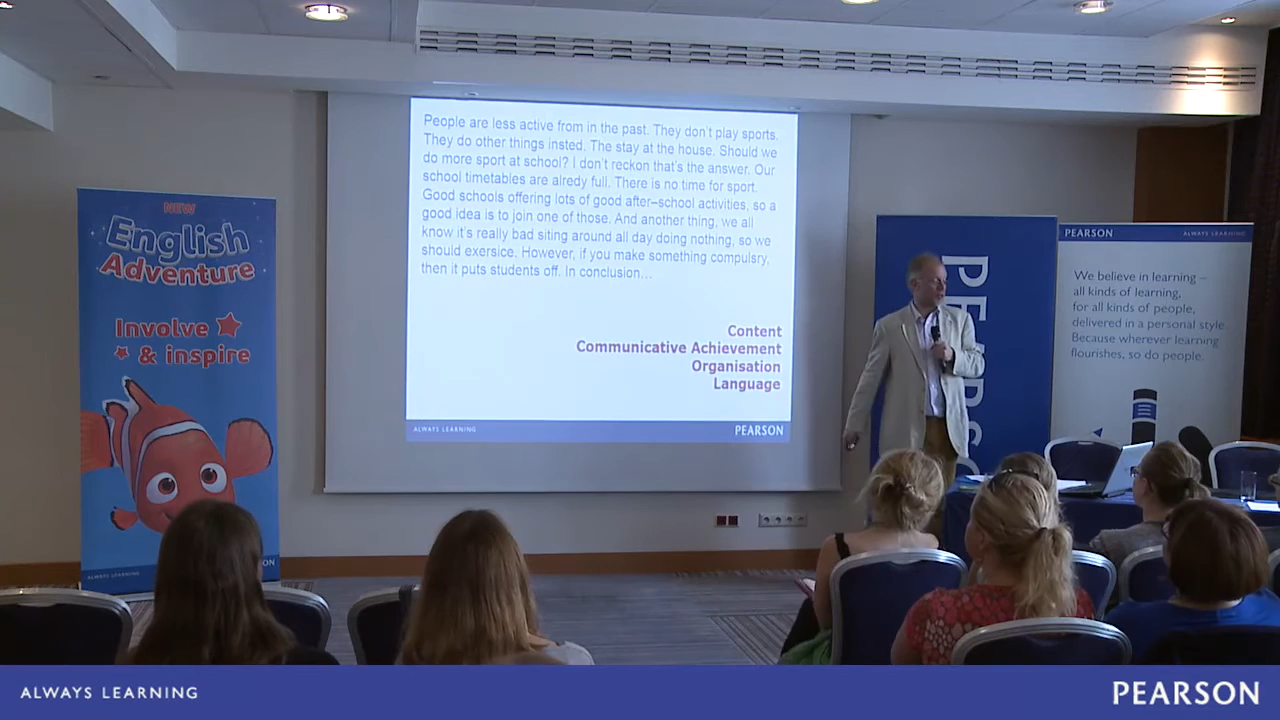 People are less active from in the past. They don't play sports.
They do other things insted. The stay at the house. Should we
do more sport at school? I don't reckon that's the answer. Our
school timetables are alredy full. There is no time for sport.
Good schools offering lots of good after–school activities, so a
good idea is to join one of those. And another thing, we all
know it's really bad siting around all day doing nothing, so we
should exersice. However, if you make something compulsry,
then it puts students off. In conclusion…
Content
Communicative Achievement
Organisation
Language
ALWAYS LEARNING
PEARSON
NEW
English
Adventure
Involve
& inspire
ALWAYS LEARNING
PEARSON
ALWAYS LEARNING
We believe in learning –
all kinds of learning,
for all kinds of people,
delivered in a personal style.
Because wherever learning
flourishes, so do people.
ALWAYS LEARNING
PEARSON